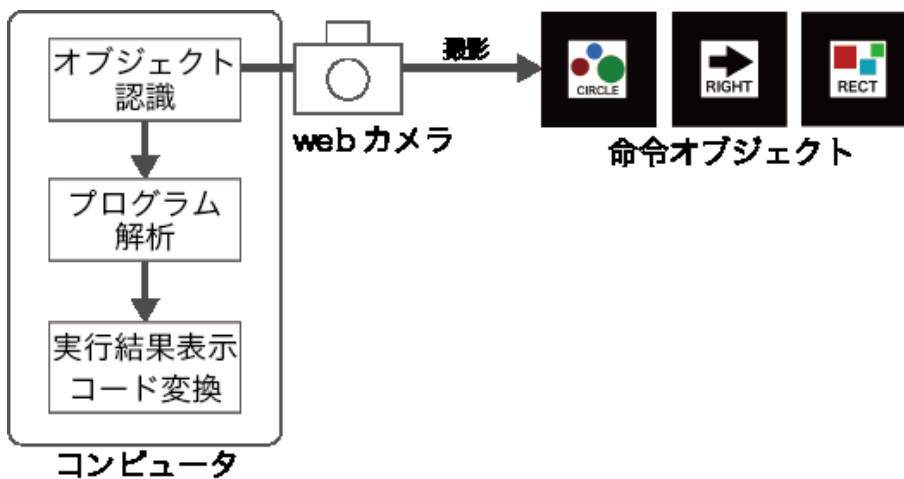 オブジェクト
認識
プログラム
解析
実行結果表示
コード変換
コンピュータ
webカメラ
撮影
CIRCLE
RIGHT
RECT
命令オブジェクト